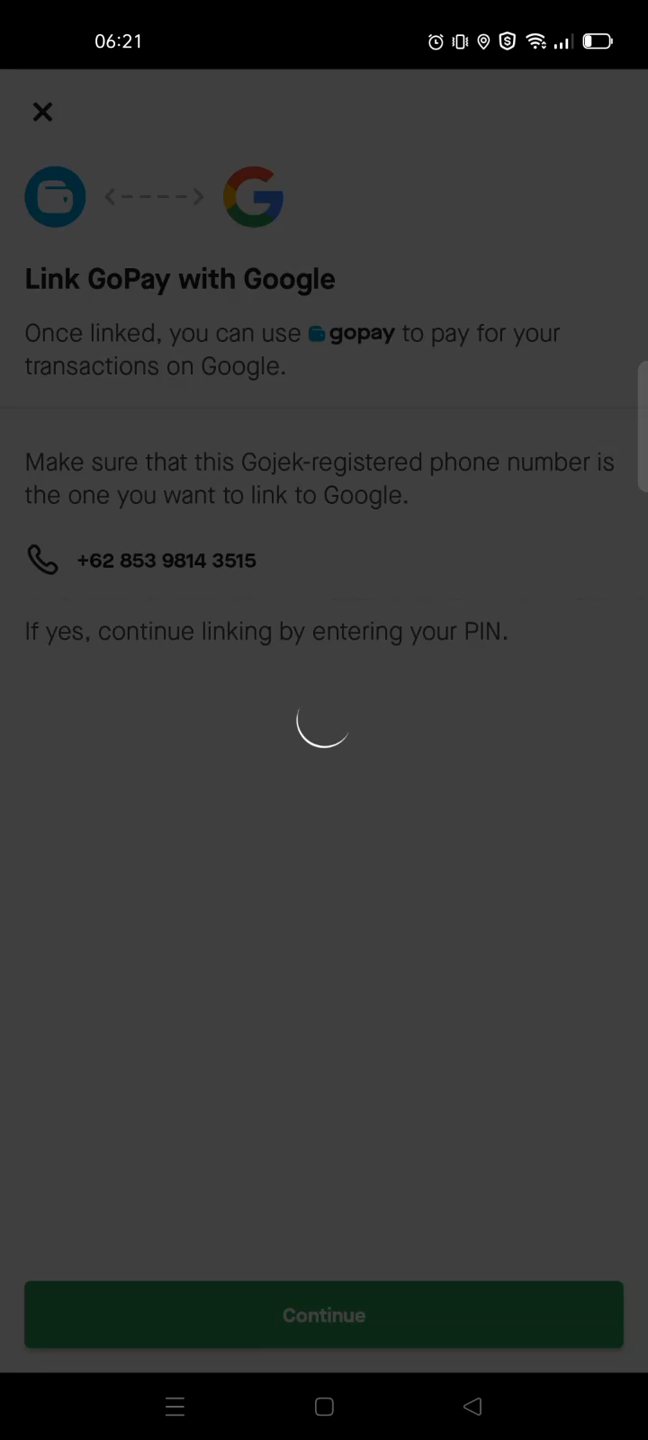 06:21
Link GoPay with Google
Once linked, you can use gopay to pay for your
transactions on Google.
Make sure that this Gojek-registered phone number is
the one you want to link to Google.
+62 853 9814 3515
If yes, continue linking by entering your PIN.
Continue